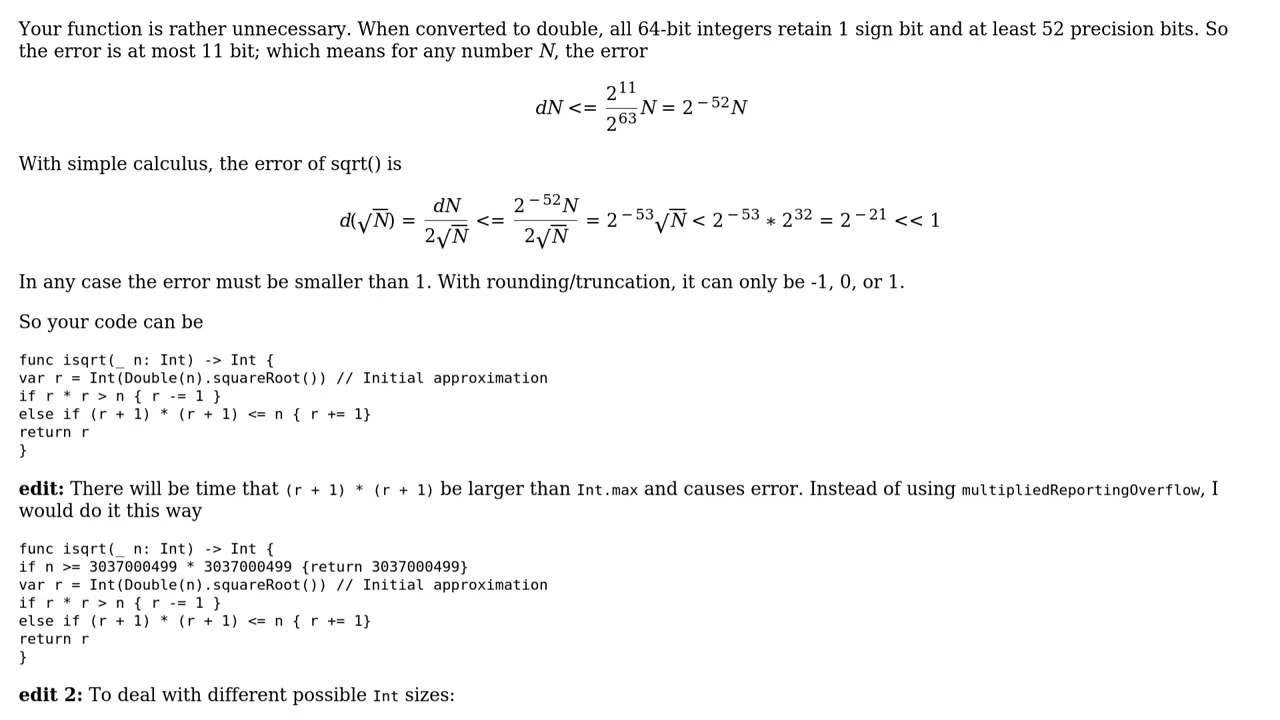 Your function is rather unnecessary. When converted to double, all 64-bit integers retain 1 sign bit and at least 52 precision bits. So
the error is at most 11 bit; which means for any number N, the error
dN <= \frac{2^{11}}{2^{63}} N = 2^{-52} N
With simple calculus, the error of sqrt() is
d(\sqrt{N}) = \frac{dN}{2\sqrt{N}} <= \frac{2^{-52} N}{2\sqrt{N}} = 2^{-53} \sqrt{N} < 2^{-53} * 2^{32} = 2^{-21} << 1
In any case the error must be smaller than 1. With rounding/truncation, it can only be -1, 0, or 1.
So your code can be
func isqrt(_ n: Int) -> Int {
var r = Int(Double(n).squareRoot()) // Initial approximation
if r * r > n { r -= 1 }
else if (r + 1) * (r + 1) <= n { r += 1}
return r
}
edit: There will be time that (r + 1) * (r + 1) be larger than Int.max and causes error. Instead of using multipliedReportingOverflow, I
would do it this way
func isqrt(_ n: Int) -> Int {
if n >= 3037000499 * 3037000499 {return 3037000499}
var r = Int(Double(n).squareRoot()) // Initial approximation
if r * r > n { r -= 1 }
else if (r + 1) * (r + 1) <= n { r += 1}
return r
}
edit 2: To deal with different possible Int sizes: